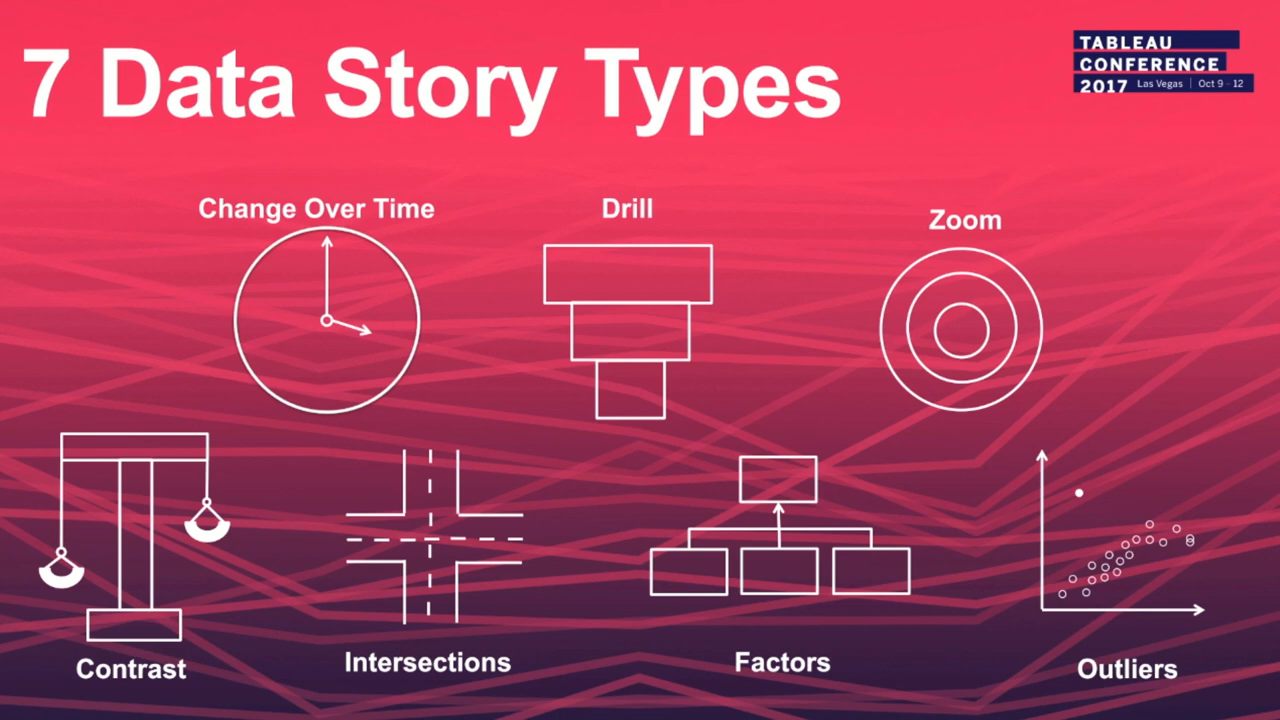 7 Data Story Types
TABLEAU
CONFERENCE
2017 Las Vegas | Oct 9 - 12
Change Over Time
Drill
Zoom
Contrast
Intersections
Factors
Outliers